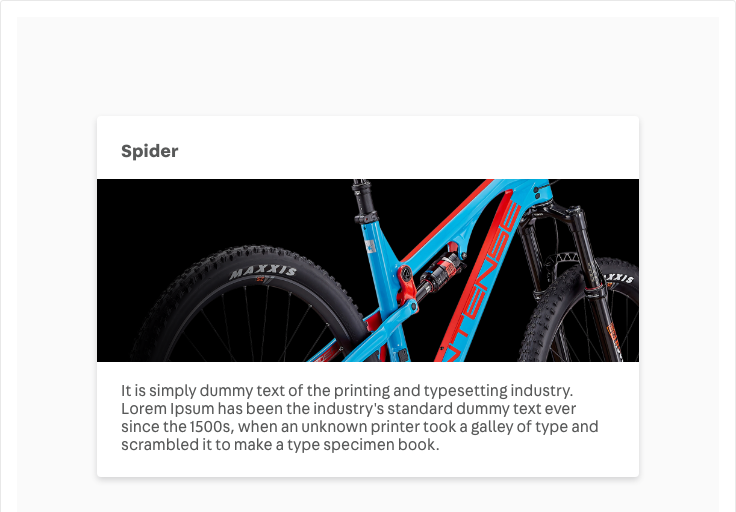 Spider
MAXXIS
INTENSE
MAXXIS
It is simply dummy text of the printing and typesetting industry.
Lorem Ipsum has been the industry's standard dummy text ever
since the 1500s, when an unknown printer took a galley of type and
scrambled it to make a type specimen book.